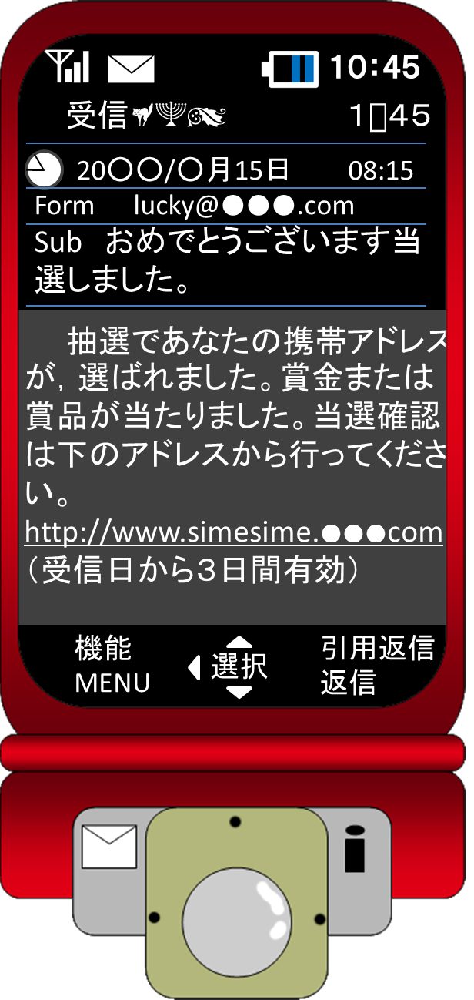 10:45
受信 1▯45
20〇〇/〇月15日 08:15
Form lucky@●●●.com
Sub おめでとうございます当
選しました。
抽選であなたの携帯アドレス
が，選ばれました。賞金または
賞品が当たりました。当選確認
は下のアドレスから行ってくださ
い。
http://www.simesime.●●●com
（受信日から３日間有効）
機能 引用返信
選択
MENU 返信